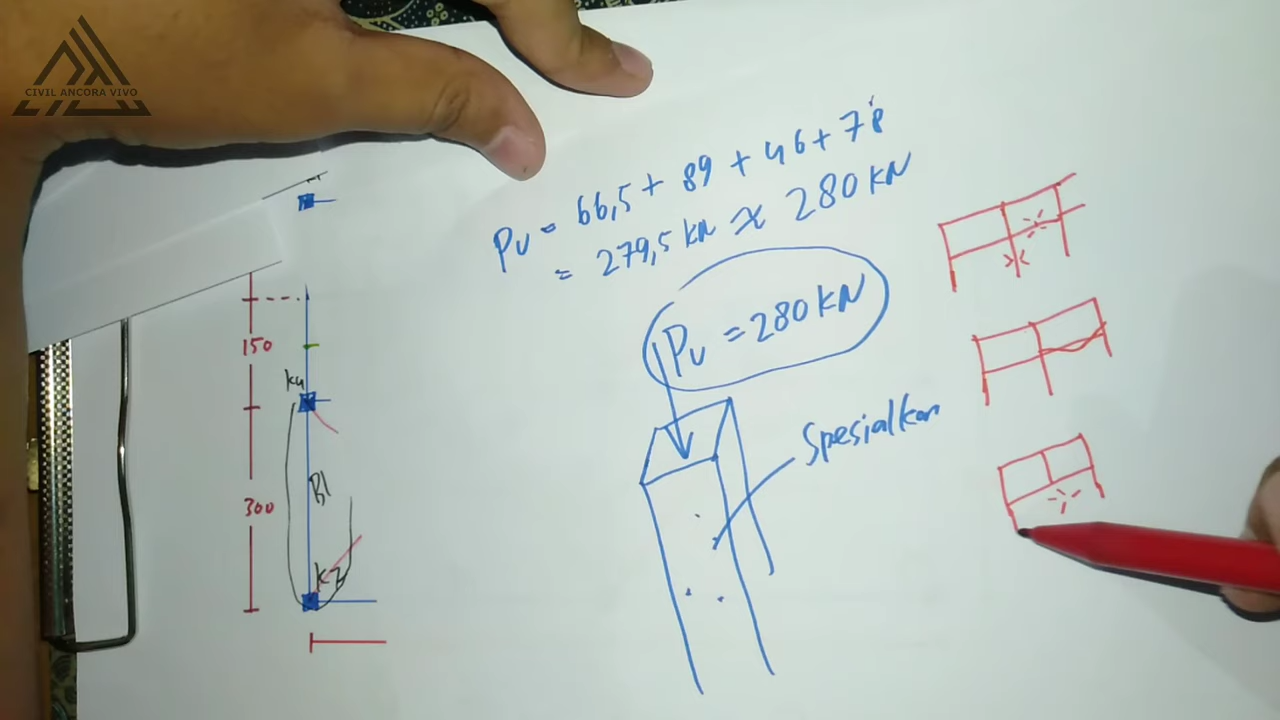 CIVIL ANCORA VIVO
Pu = 66,5 + 89 + 46 + 78
= 279,5 kN ≈ 280 kN
Pu = 280 kN
Spesialkan
150
K4
B1
300
K2